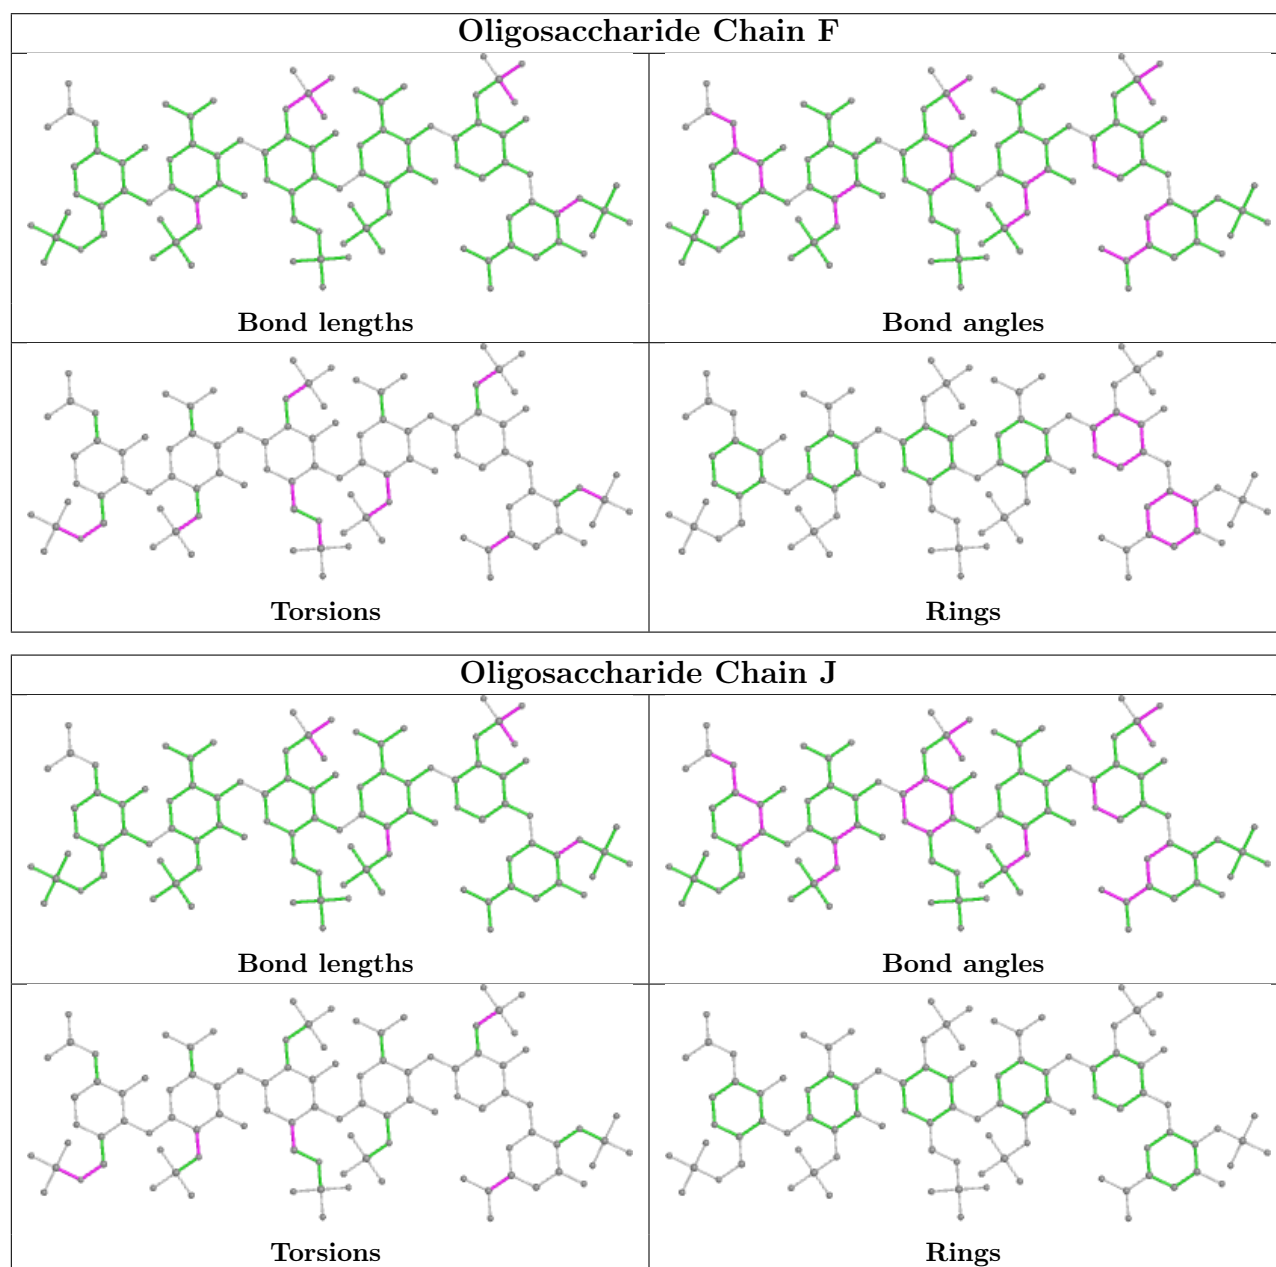 Oligosaccharide Chain F
Bond lengths
Bond angles
Torsions
Rings
Oligosaccharide Chain J
Bond lengths
Bond angles
Torsions
Rings